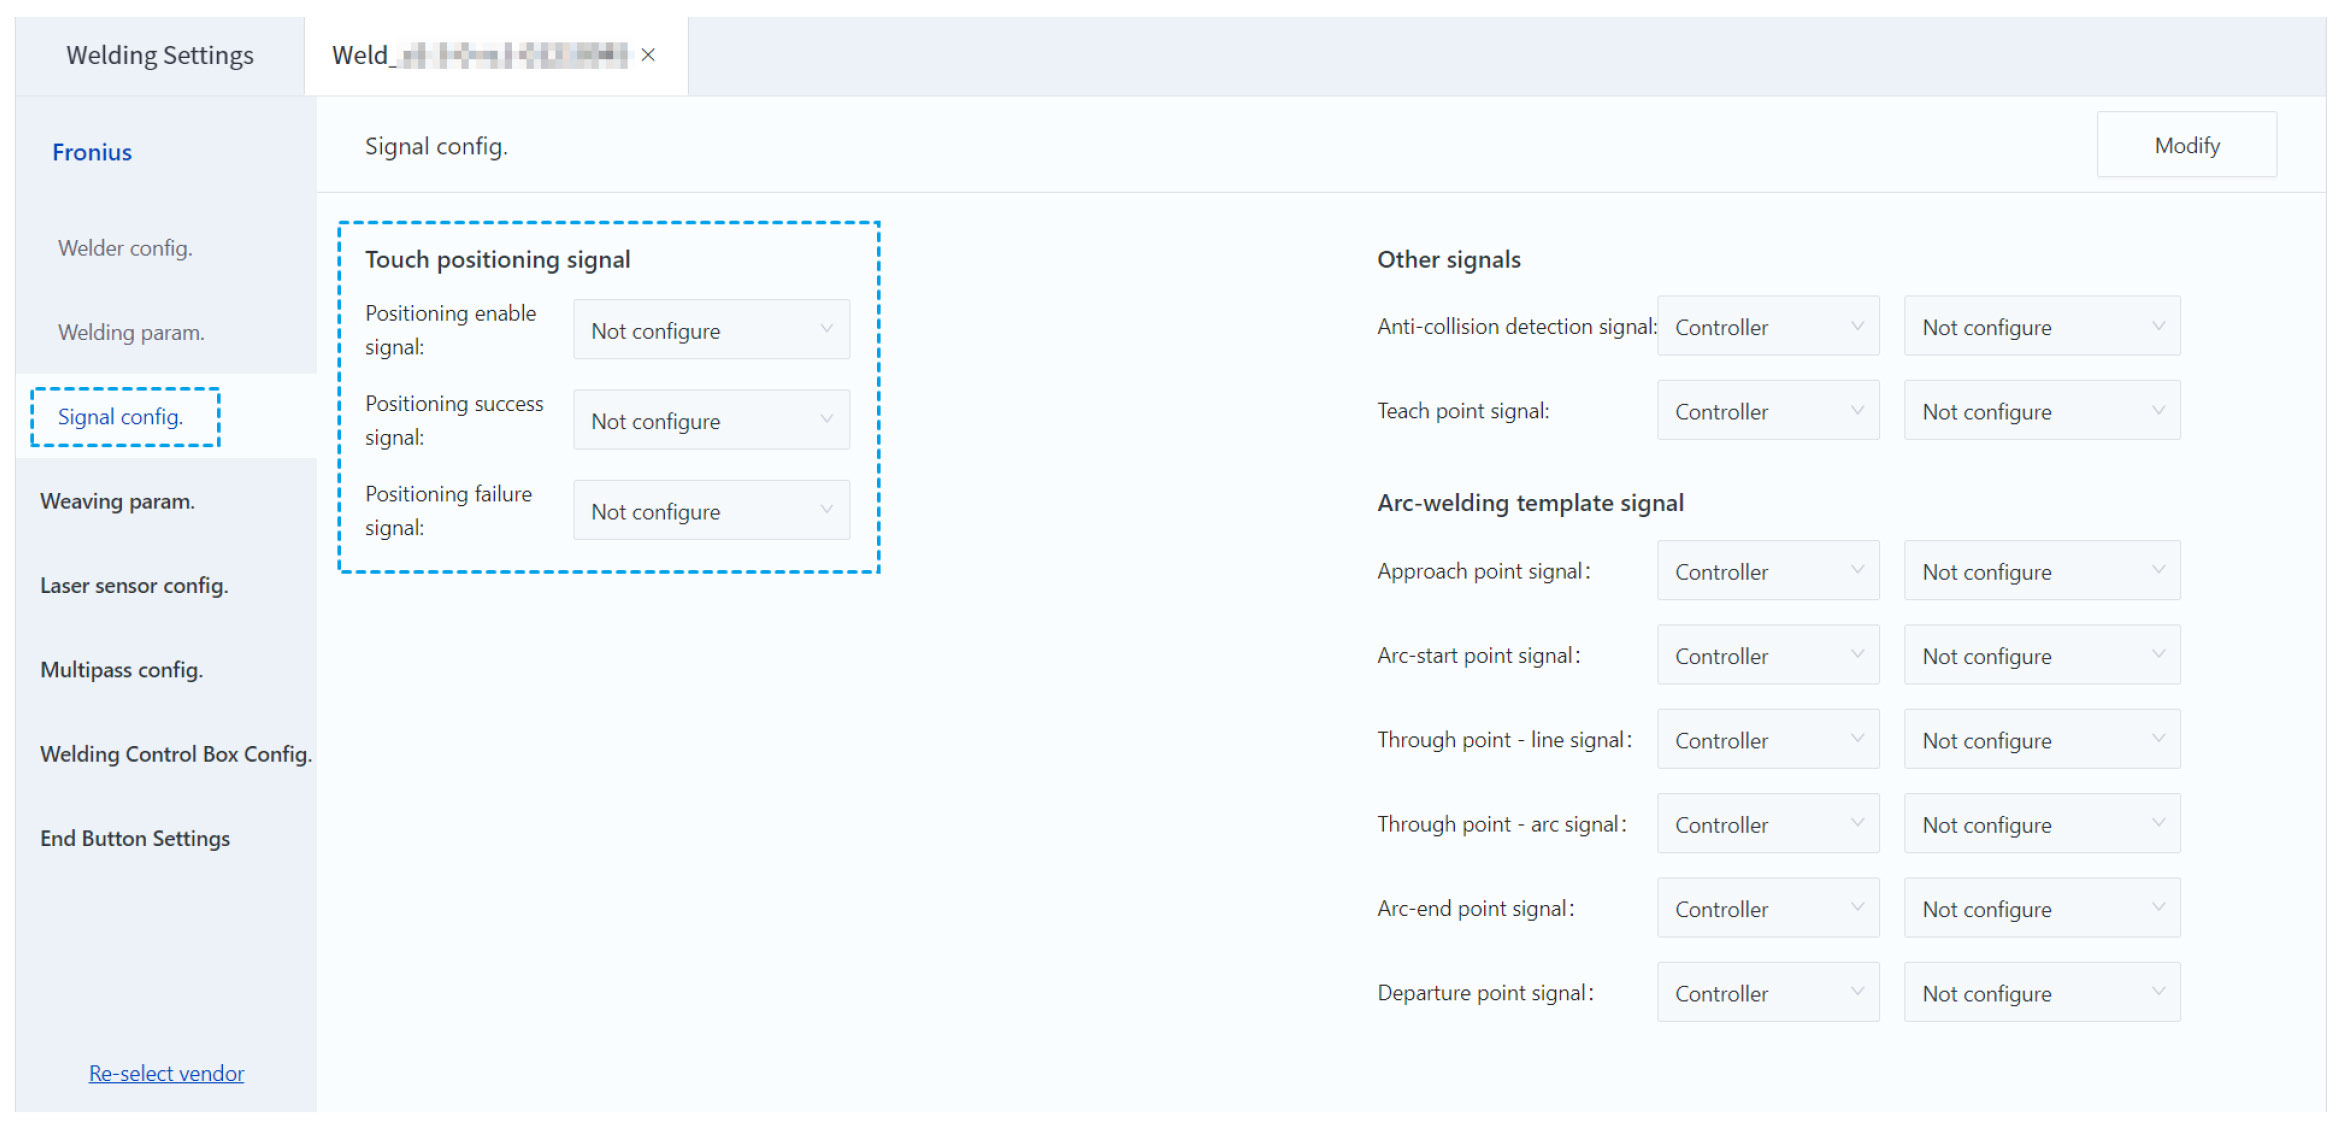 Welding Settings
Weld_
Fronius
Welder config.
Welding param.
Signal config.
Weaving param.
Laser sensor config.
Multipass config.
Welding Control Box Config.
End Button Settings
Re-select vendor
Signal config.
Modify
Touch positioning signal
Positioning enable
signal:
Not configure
Positioning success
signal:
Not configure
Positioning failure
signal:
Not configure
Other signals
Anti-collision detection signal: Controller Not configure
Teach point signal: Controller Not configure
Arc-welding template signal
Approach point signal: Controller Not configure
Arc-start point signal: Controller Not configure
Through point - line signal: Controller Not configure
Through point - arc signal: Controller Not configure
Arc-end point signal: Controller Not configure
Departure point signal: Controller Not configure